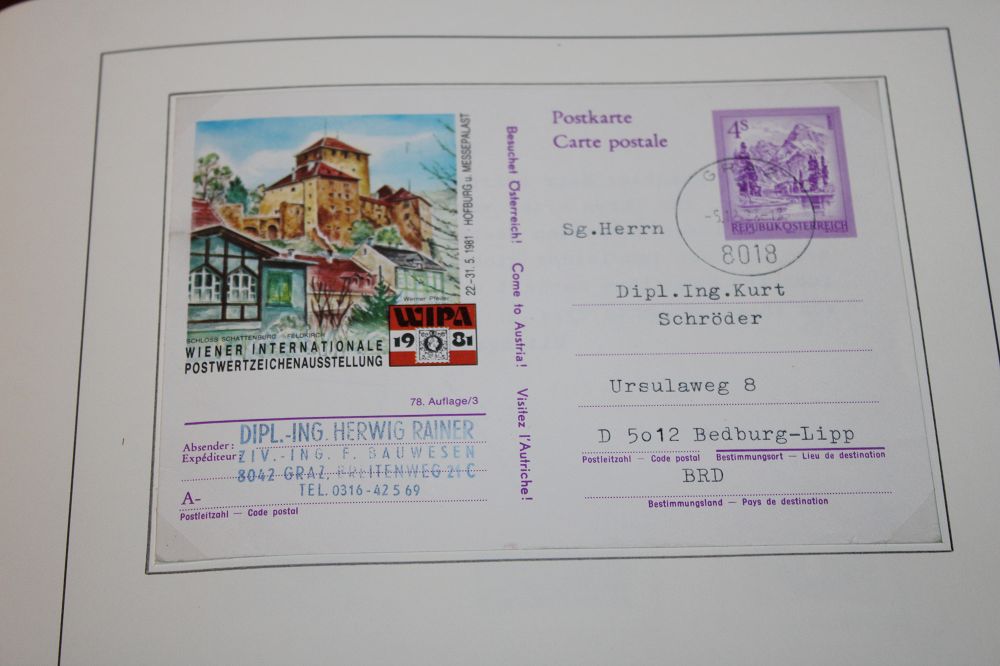 22.-31. 5. 1981 HOFBURG u. MESSEPALAST
Werner Pfeiler
SCHLOSS SCHATTENBURG - FELDKIRCH
WIPA
1981
WIENER INTERNATIONALE
POSTWERTZEICHENAUSSTELLUNG
78. Auflage/3
Absender:
Expéditeur:
DIPL.-ING. HERWIG RAINER
ZIV.-ING. F. BAUWESEN
8042 GRAZ, BREITENWEG 21 C
TEL. 0316-42 5 69
A-
Postleitzahl — Code postal
Besuchet Österreich! Come to Austria! Visitez l'Autriche!
Postkarte
Carte postale
4S
REPUBLIK ÖSTERREICH
8018
Sg.Herrn
Dipl.Ing.Kurt
Schröder
Ursulaweg 8
D 5o12 Bedburg-Lipp
Postleitzahl — Code postal Bestimmungsort — Lieu de destination
BRD
Bestimmungsland — Pays de destination